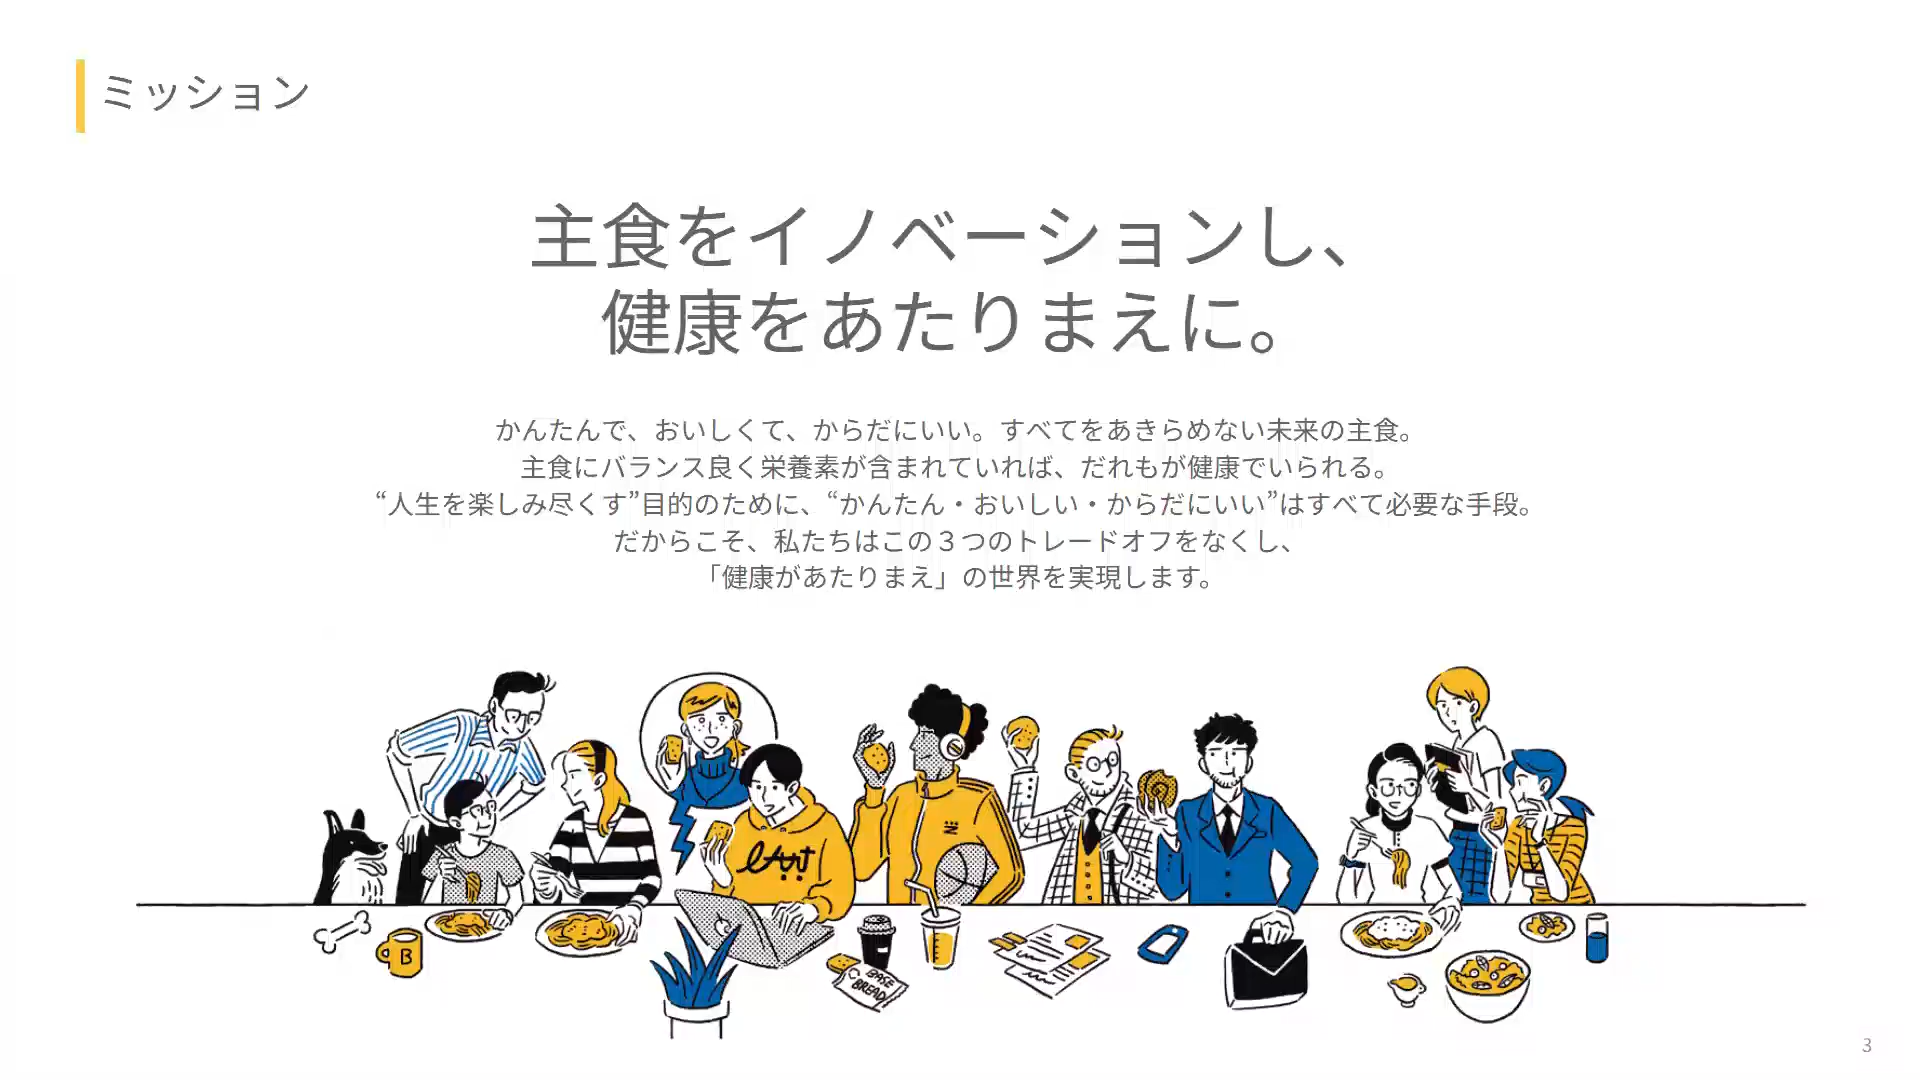 ミッション
主食をイノベーションし、
健康をあたりまえに。
かんたんで、おいしくて、からだにいい。すべてをあきらめない未来の主食。
主食にバランス良く栄養素が含まれていれば、だれもが健康でいられる。
“人生を楽しみ尽くす”目的のために、“かんたん・おいしい・からだにいい”はすべて必要な手段。
だからこそ、私たちはこの３つのトレードオフをなくし、
「健康があたりまえ」の世界を実現します。
B
BASE
BREAD
3